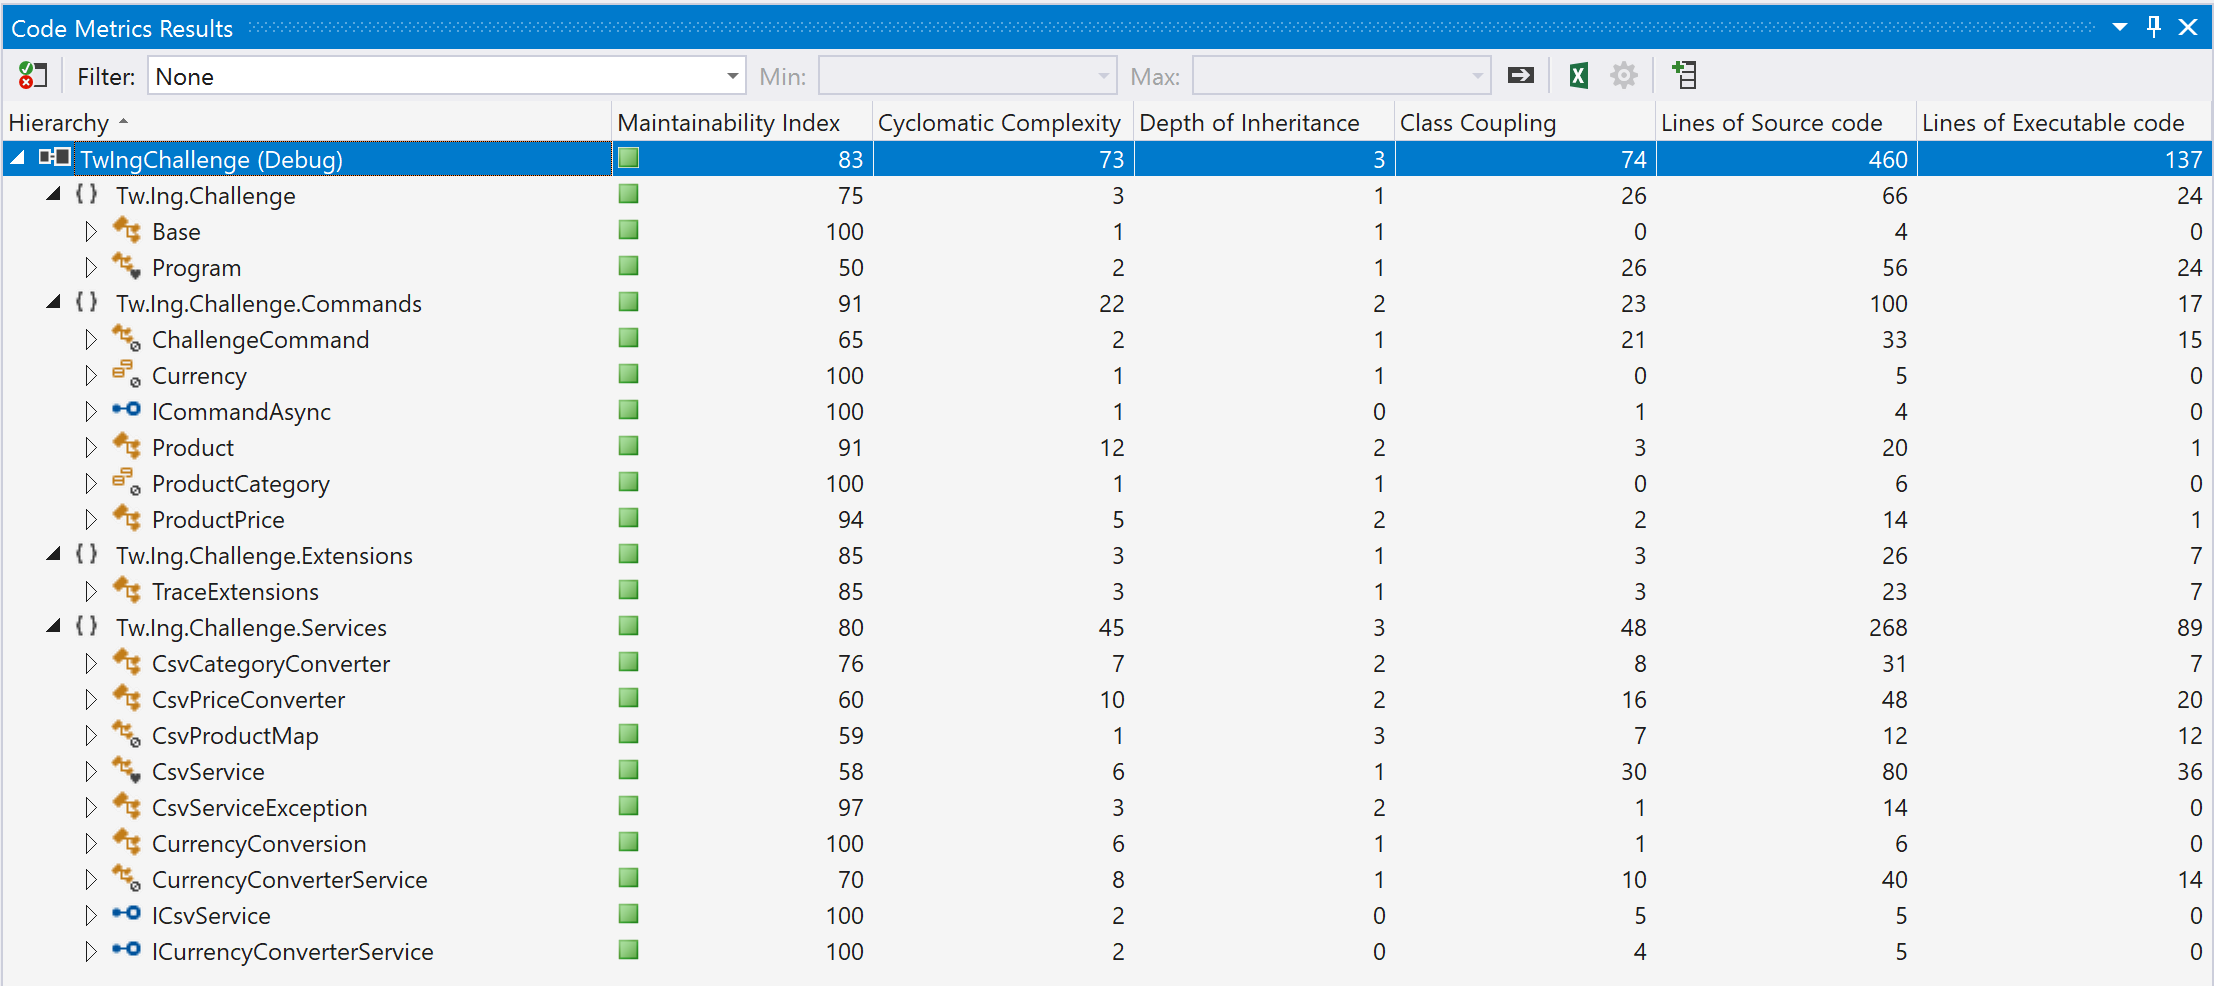 Code Metrics Results
Filter: None Min: Max:
Hierarchy Maintainability Index Cyclomatic Complexity Depth of Inheritance Class Coupling Lines of Source code Lines of Executable code
TwIngChallenge (Debug) 83 73 3 74 460 137
{ } Tw.Ing.Challenge 75 3 1 26 66 24
Base 100 1 1 0 4 0
Program 50 2 1 26 56 24
{ } Tw.Ing.Challenge.Commands 91 22 2 23 100 17
ChallengeCommand 65 2 1 21 33 15
Currency 100 1 1 0 5 0
ICommandAsync 100 1 0 1 4 0
Product 91 12 2 3 20 1
ProductCategory 100 1 1 0 6 0
ProductPrice 94 5 2 2 14 1
{ } Tw.Ing.Challenge.Extensions 85 3 1 3 26 7
TraceExtensions 85 3 1 3 23 7
{ } Tw.Ing.Challenge.Services 80 45 3 48 268 89
CsvCategoryConverter 76 7 2 8 31 7
CsvPriceConverter 60 10 2 16 48 20
CsvProductMap 59 1 3 7 12 12
CsvService 58 6 1 30 80 36
CsvServiceException 97 3 2 1 14 0
CurrencyConversion 100 6 1 1 6 0
CurrencyConverterService 70 8 1 10 40 14
ICsvService 100 2 0 5 5 0
ICurrencyConverterService 100 2 0 4 5 0